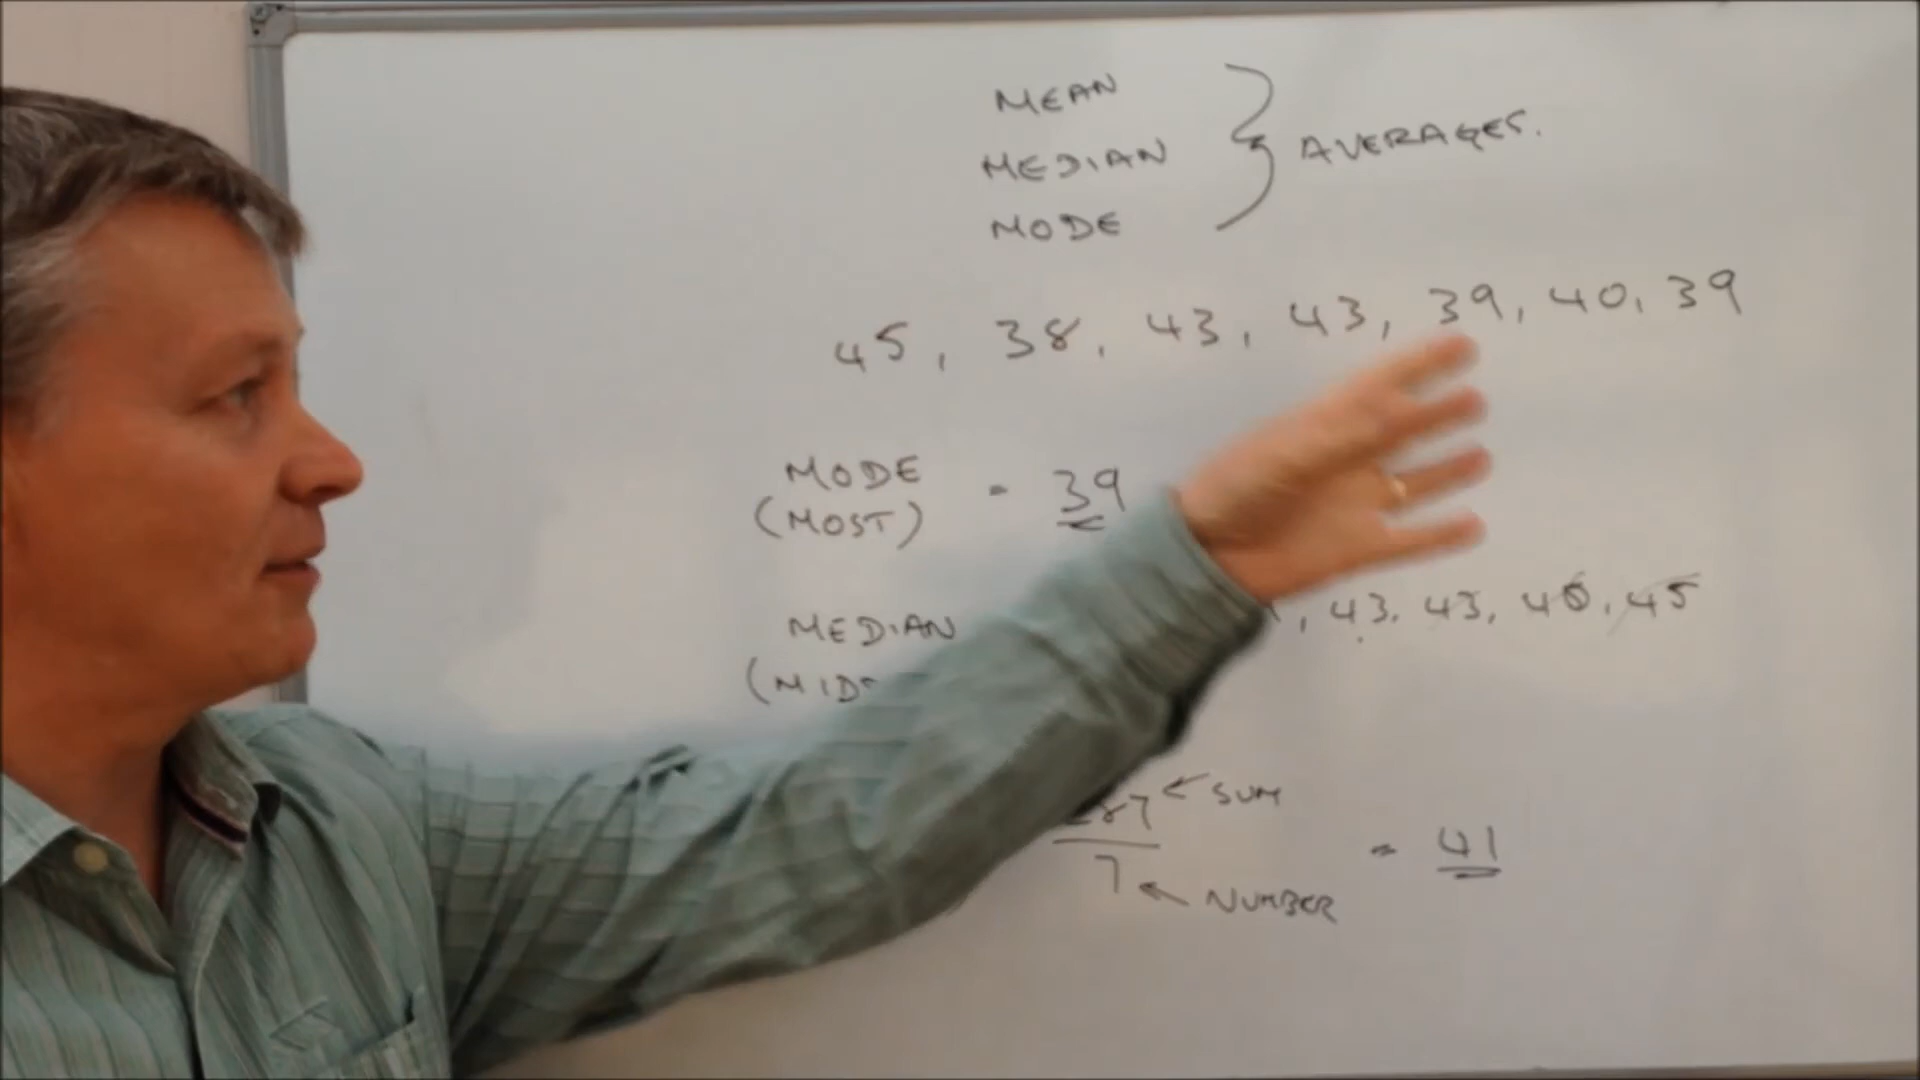 MEAN
MEDIAN
MODE
AVERAGES.
45, 38, 43, 43, 39, 40, 39
MODE
(MOST)
= 39
MEDIAN
, 43, 43, 40, 45
287 ← SUM
7 ← NUMBER
= 41